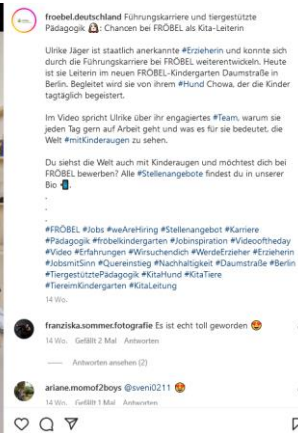 froebel.deutschland Führungskarriere und tiergestützte
Pädagogik 🐕‍🦺: Chancen bei FRÖBEL als Kita-Leiterin
Ulrike Jäger ist staatlich anerkannte #Erzieherin und konnte sich
durch die Führungskarriere bei FRÖBEL weiterentwickeln. Heute
ist sie Leiterin im neuen FRÖBEL-Kindergarten Daumstraße in
Berlin. Begleitet wird sie von ihrem #Hund Chowa, der die Kinder
tagtäglich begeistert.
Im Video spricht Ulrike über ihr engagiertes #Team, warum sie
jeden Tag gern auf Arbeit geht und was es für sie bedeutet, die
Welt #mitKinderaugen zu sehen.
Du siehst die Welt auch mit Kinderaugen und möchtest dich bei
FRÖBEL bewerben? Alle #Stellenangebote findest du in unserer
Bio 📲.
.
.
.
#FRÖBEL #Jobs #weAreHiring #Stellenangebot #Karriere
#Pädagogik #fröbelkindergarten #Jobinspiration #Videooftheday
#Video #Erfahrungen #Wirsuchendich #WerdeErzieher #Erzieherin
#JobsmitSinn #Quereinstieg #Nachhaltigkeit #Daumstraße #Berlin
#TiergestütztePädagogik #KitaHund #KitaTiere
#TiereimKindergarten #KitaLeitung
14 Wo.
franziska.sommer.fotografie Es ist echt toll geworden 😍
14 Wo. Gefällt 2 Mal Antworten
Antworten ansehen (2)
ariane.momof2boys @sveni0211 😍
14 Wo. Gefällt 1 Mal Antworten